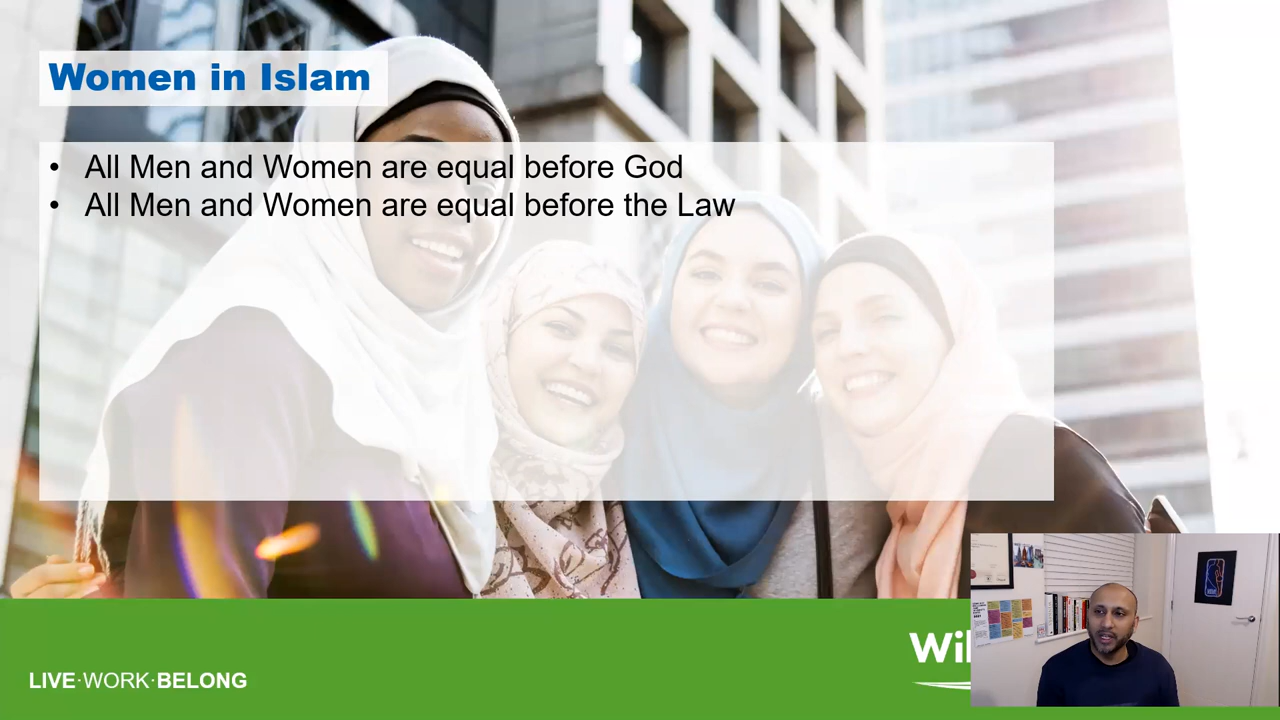 Women in Islam
• All Men and Women are equal before God
• All Men and Women are equal before the Law
LIVE·WORK·BELONG